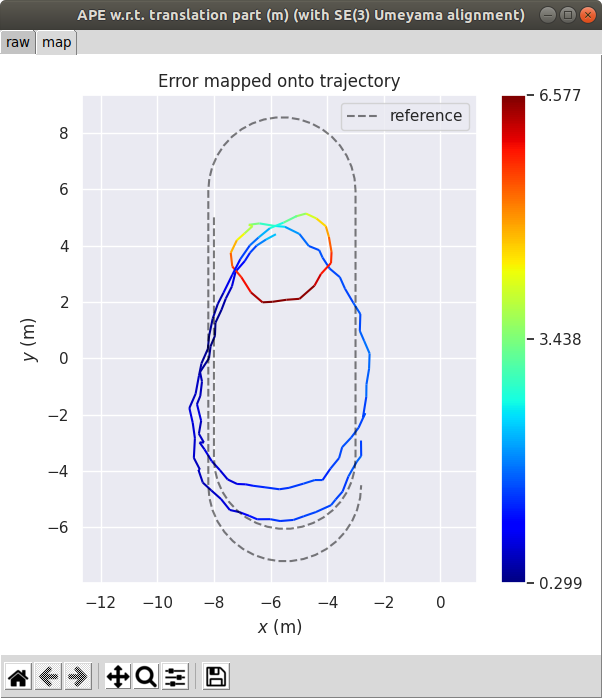 APE w.r.t. translation part (m) (with SE(3) Umeyama alignment)
raw map
Error mapped onto trajectory
reference
6.577
3.438
0.299
8
6
4
2
0
−2
−4
−6
y (m)
−12 −10 −8 −6 −4 −2 0
x (m)